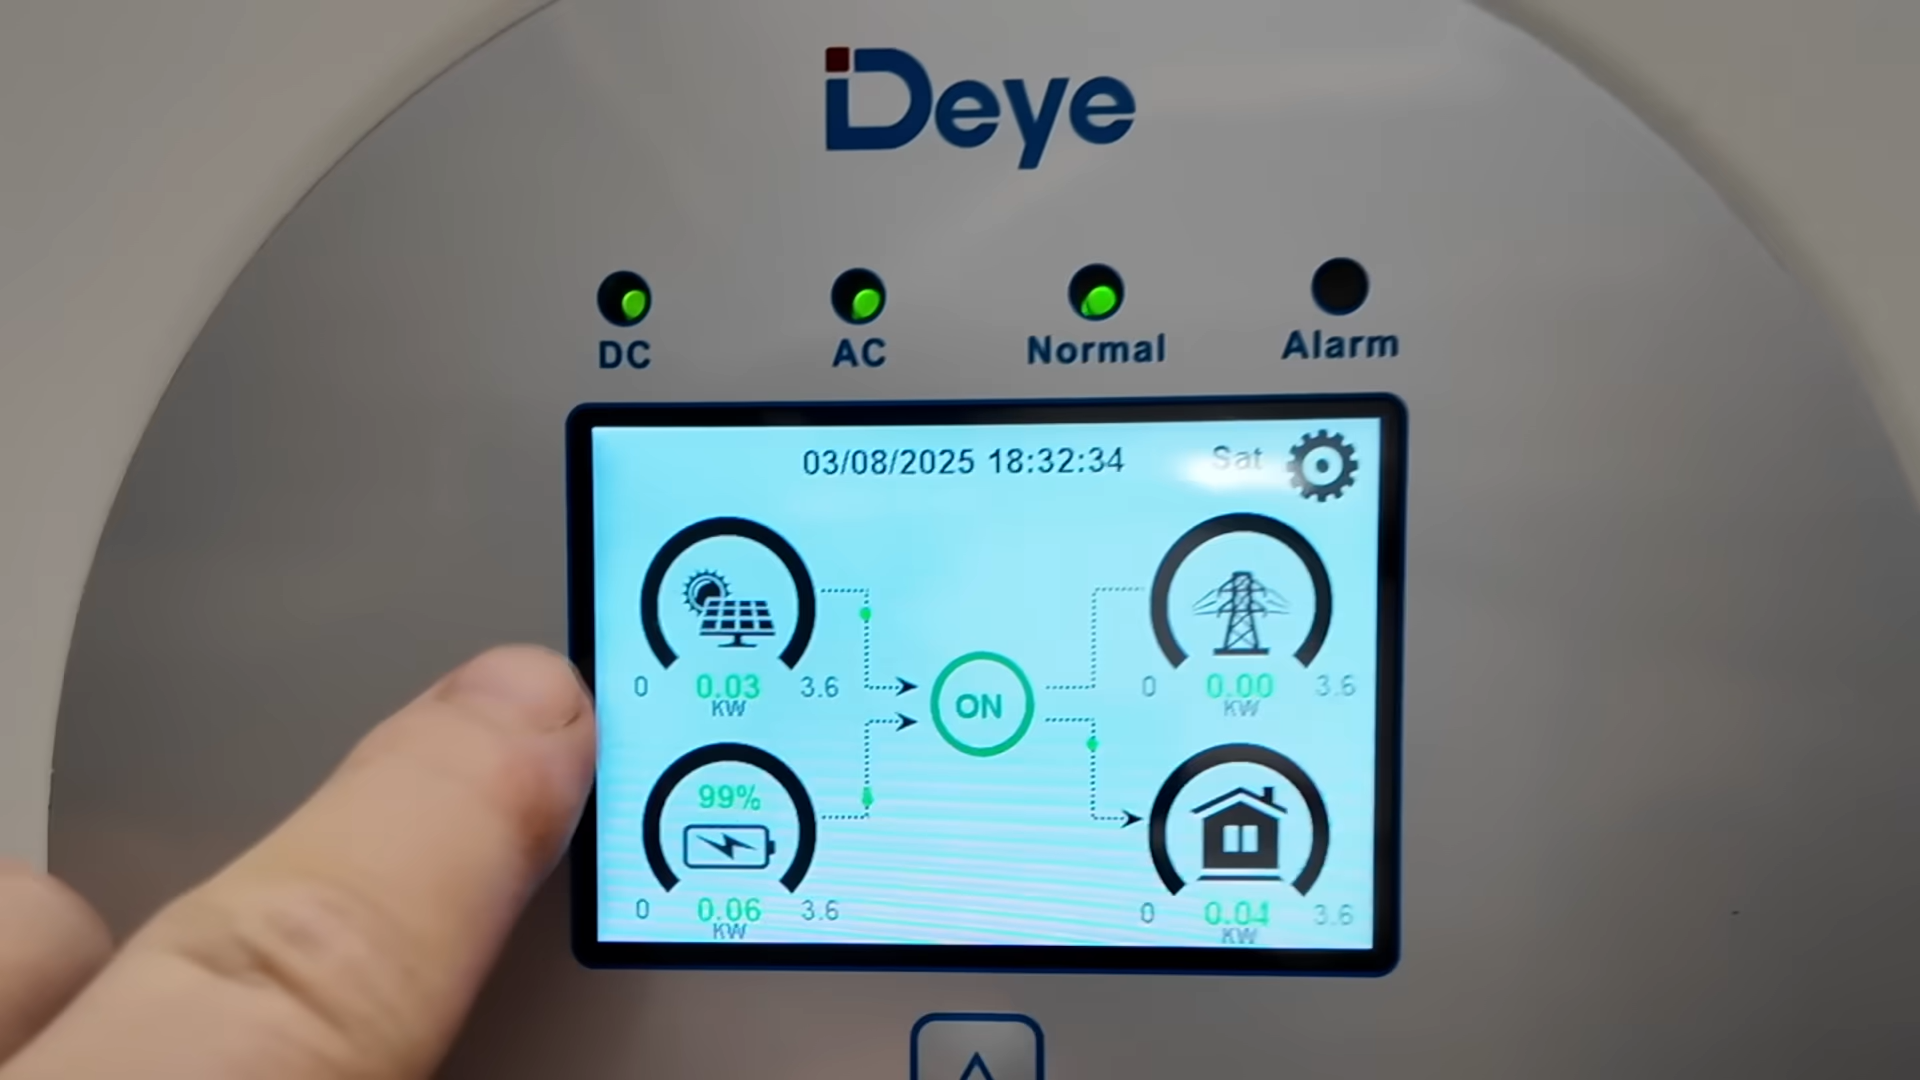 Deye
DC AC Normal Alarm
03/08/2025 18:32:34 Sat
0 0.03 3.6 0 0.00 3.6
KW KW
ON
99%
0 0.06 3.6 0 0.04 3.6
KW KW